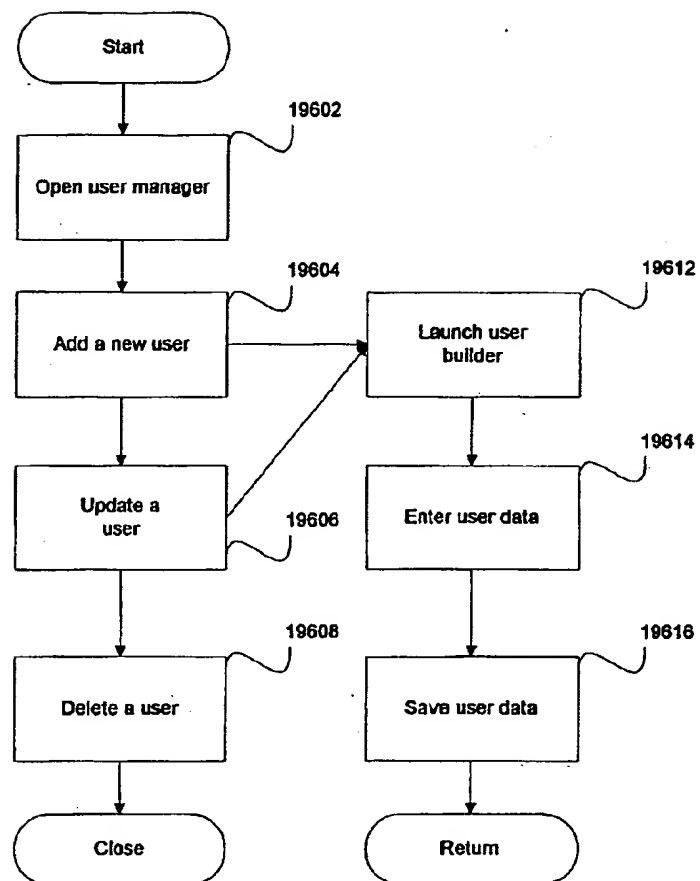 Start
19602
Open user manager
19604
Add a new user
19612
Launch user
builder
19606
Update a
user
19614
Enter user data
19608
Delete a user
19616
Save user data
Close
Return